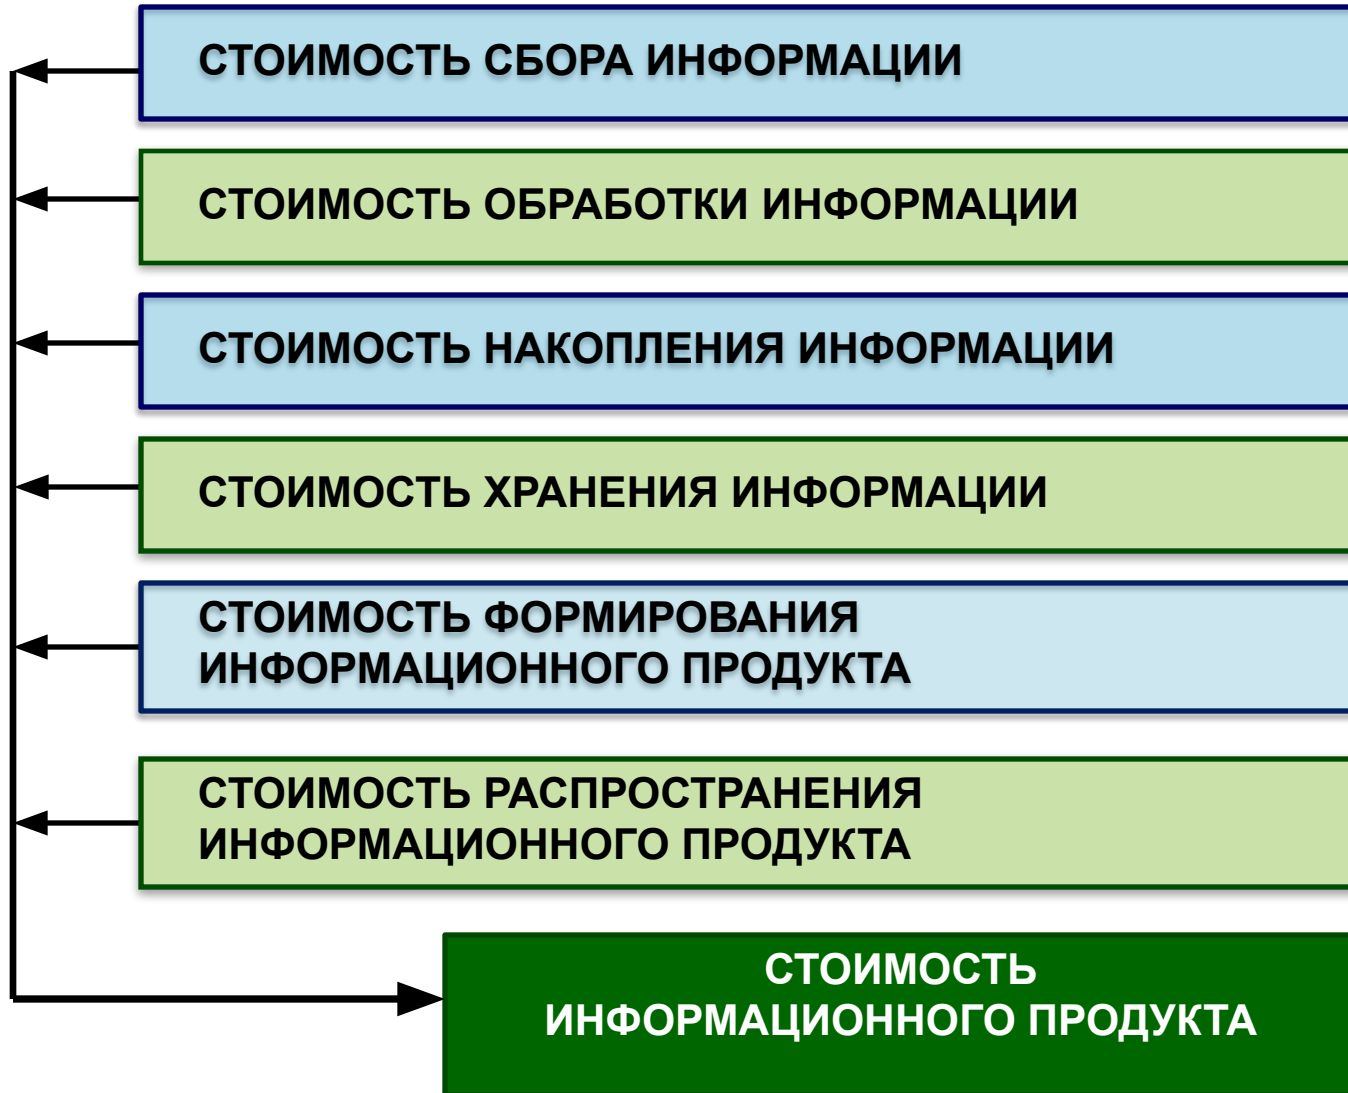 СТОИМОСТЬ СБОРА ИНФОРМАЦИИ
СТОИМОСТЬ ОБРАБОТКИ ИНФОРМАЦИИ
СТОИМОСТЬ НАКОПЛЕНИЯ ИНФОРМАЦИИ
СТОИМОСТЬ ХРАНЕНИЯ ИНФОРМАЦИИ
СТОИМОСТЬ ФОРМИРОВАНИЯ
ИНФОРМАЦИОННОГО ПРОДУКТА
СТОИМОСТЬ РАСПРОСТРАНЕНИЯ
ИНФОРМАЦИОННОГО ПРОДУКТА
СТОИМОСТЬ
ИНФОРМАЦИОННОГО ПРОДУКТА